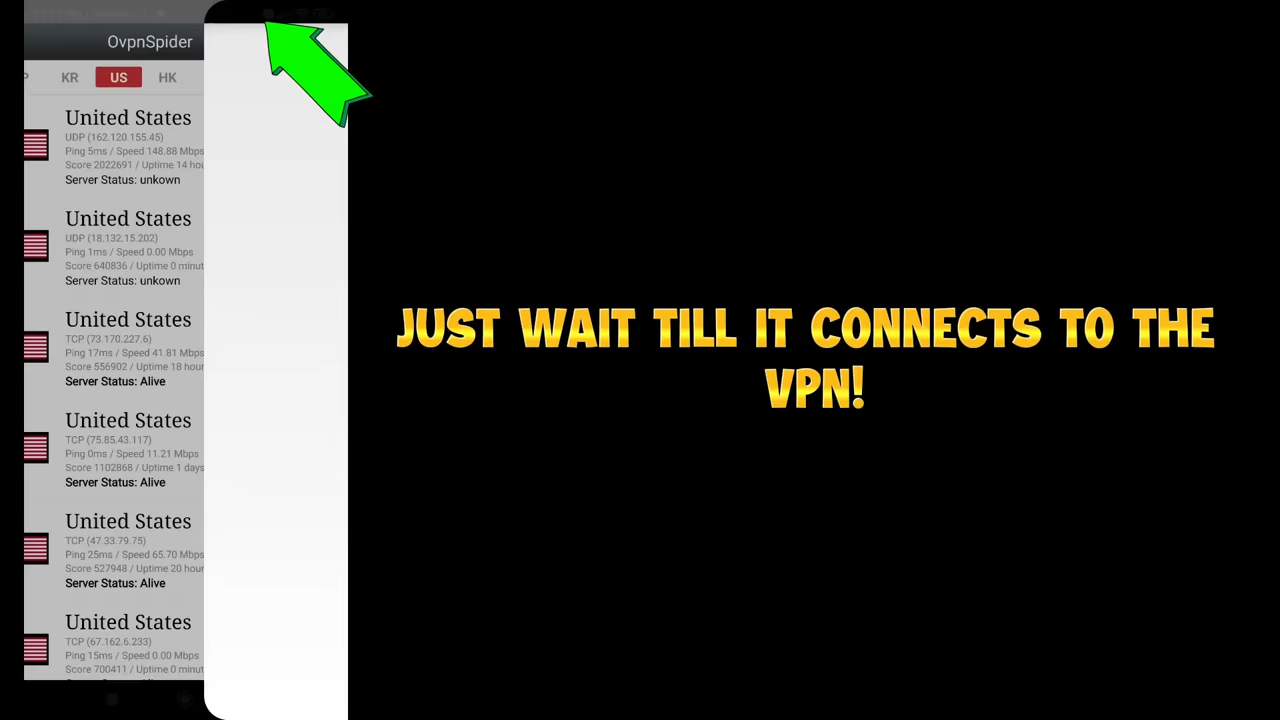 OvpnSpider
KR US HK
United States
UDP (162.120.155.45)
Ping 5ms / Speed 148.88 Mbps
Score 2022691 / Uptime 14 hou
Server Status: unkown
United States
UDP (18.132.15.202)
Ping 1ms / Speed 0.00 Mbps
Score 640836 / Uptime 0 minut
Server Status: unkown
United States
TCP (73.170.227.6)
Ping 17ms / Speed 41.81 Mbps
Score 556902 / Uptime 18 hour
Server Status: Alive
United States
TCP (75.85.43.117)
Ping 0ms / Speed 11.21 Mbps
Score 1102868 / Uptime 1 days
Server Status: Alive
United States
TCP (47.33.79.75)
Ping 25ms / Speed 65.70 Mbps
Score 527948 / Uptime 20 hour
Server Status: Alive
United States
TCP (67.162.6.233)
Ping 15ms / Speed 0.00 Mbps
Score 700411 / Uptime 0 minut
JUST WAIT TILL IT CONNECTS TO THE
VPN!